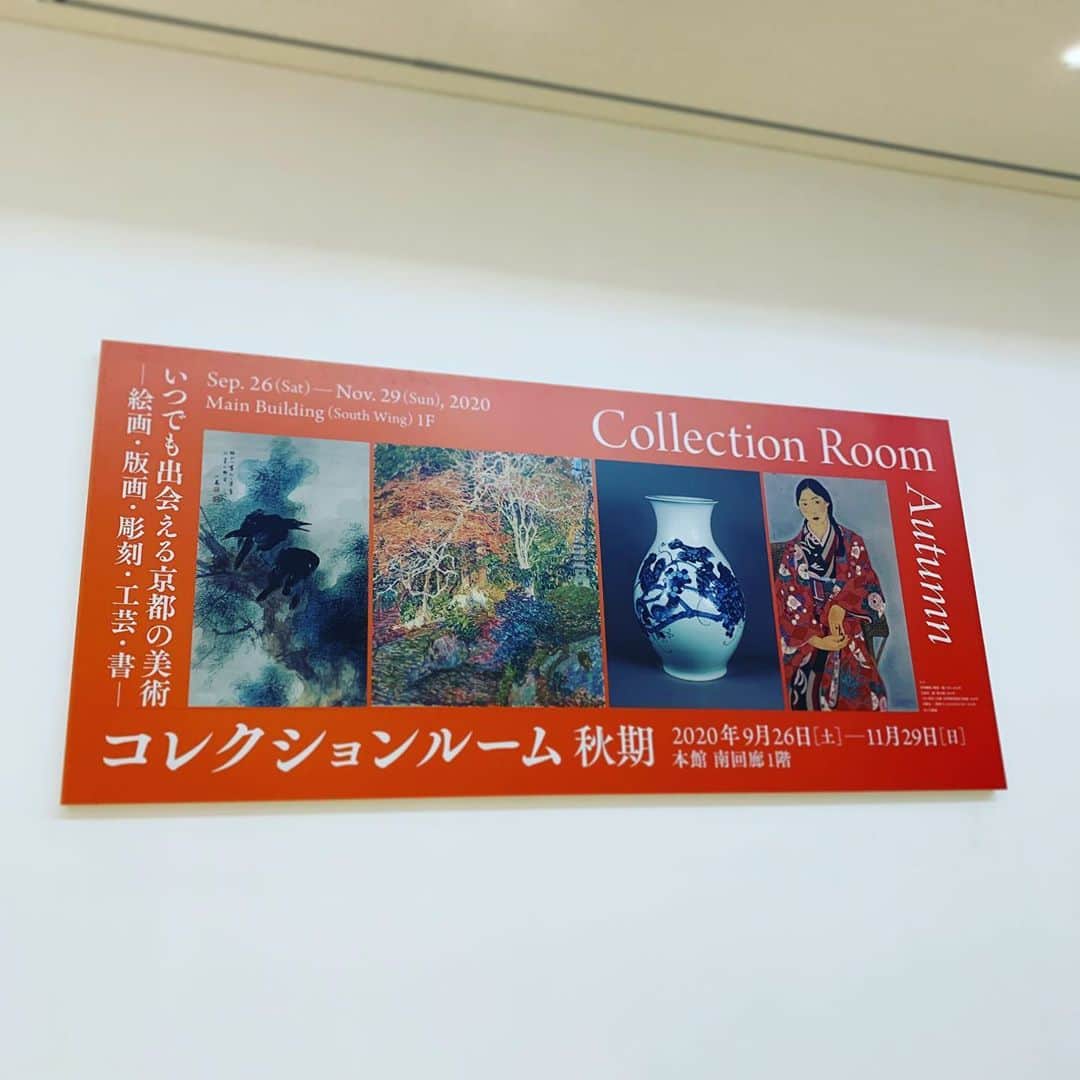 いつでも出会える京都の美術
―絵画・版画・彫刻・工芸・書―
Sep. 26(Sat)—Nov. 29(Sun), 2020
Main Building (South Wing) 1F
Collection Room
Autumn
コレクションルーム 秋期
2020年9月26日[土]—11月29日[日]
本館 南回廊1階